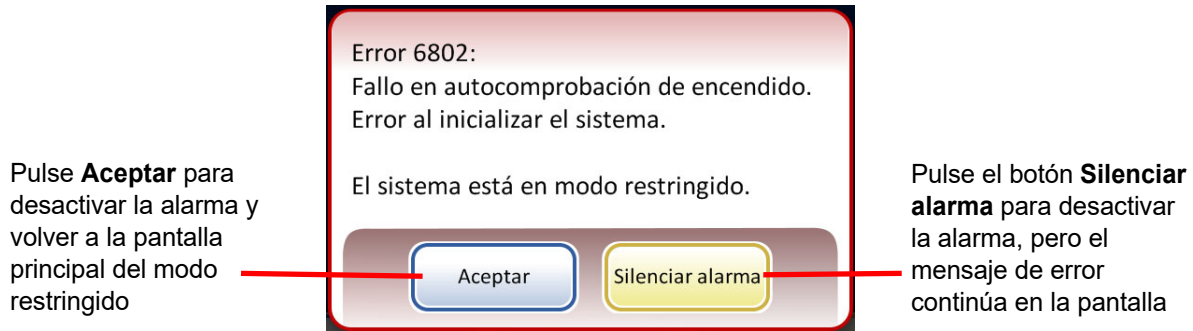 Error 6802:
Fallo en autocomprobación de encendido.
Error al inicializar el sistema.
El sistema está en modo restringido.
Aceptar
Silenciar alarma
Pulse Aceptar para
desactivar la alarma y
volver a la pantalla
principal del modo
restringido
Pulse el botón Silenciar
alarma para desactivar
la alarma, pero el
mensaje de error
continúa en la pantalla